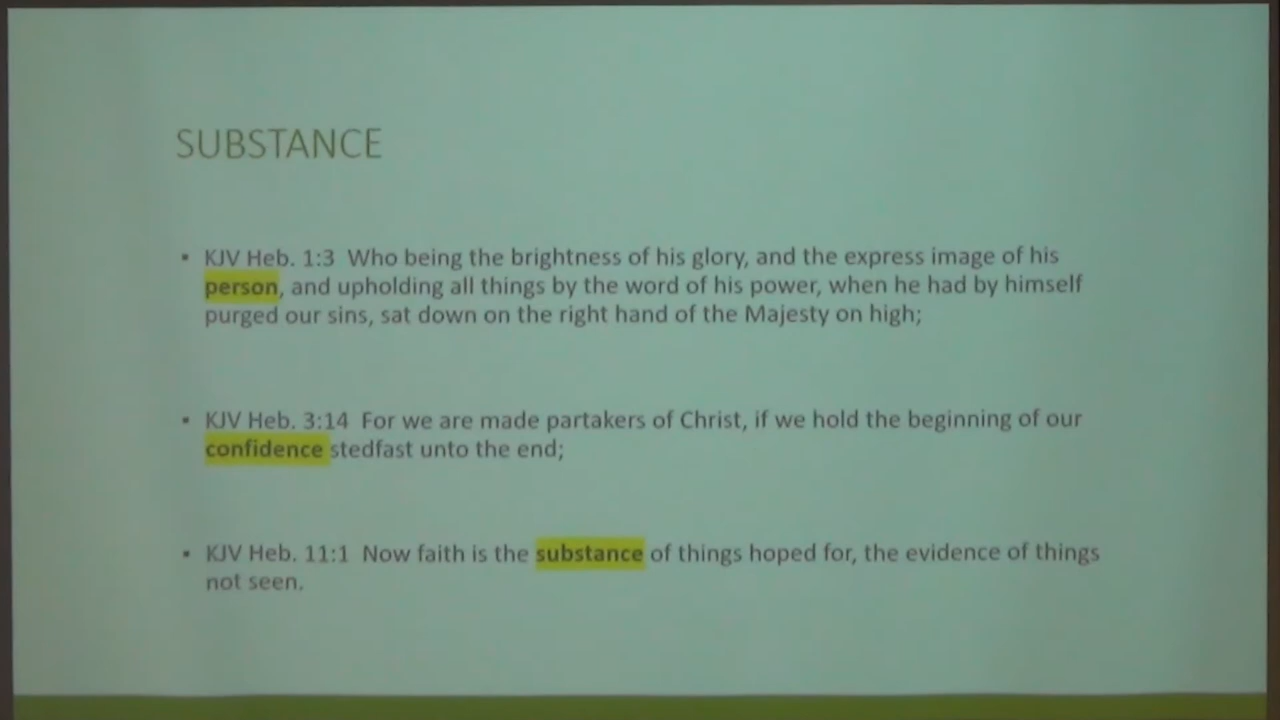 SUBSTANCE
• KJV Heb. 1:3 Who being the brightness of his glory, and the express image of his
person, and upholding all things by the word of his power, when he had by himself
purged our sins, sat down on the right hand of the Majesty on high;
• KJV Heb. 3:14 For we are made partakers of Christ, if we hold the beginning of our
confidence stedfast unto the end;
• KJV Heb. 11:1 Now faith is the substance of things hoped for, the evidence of things
not seen.